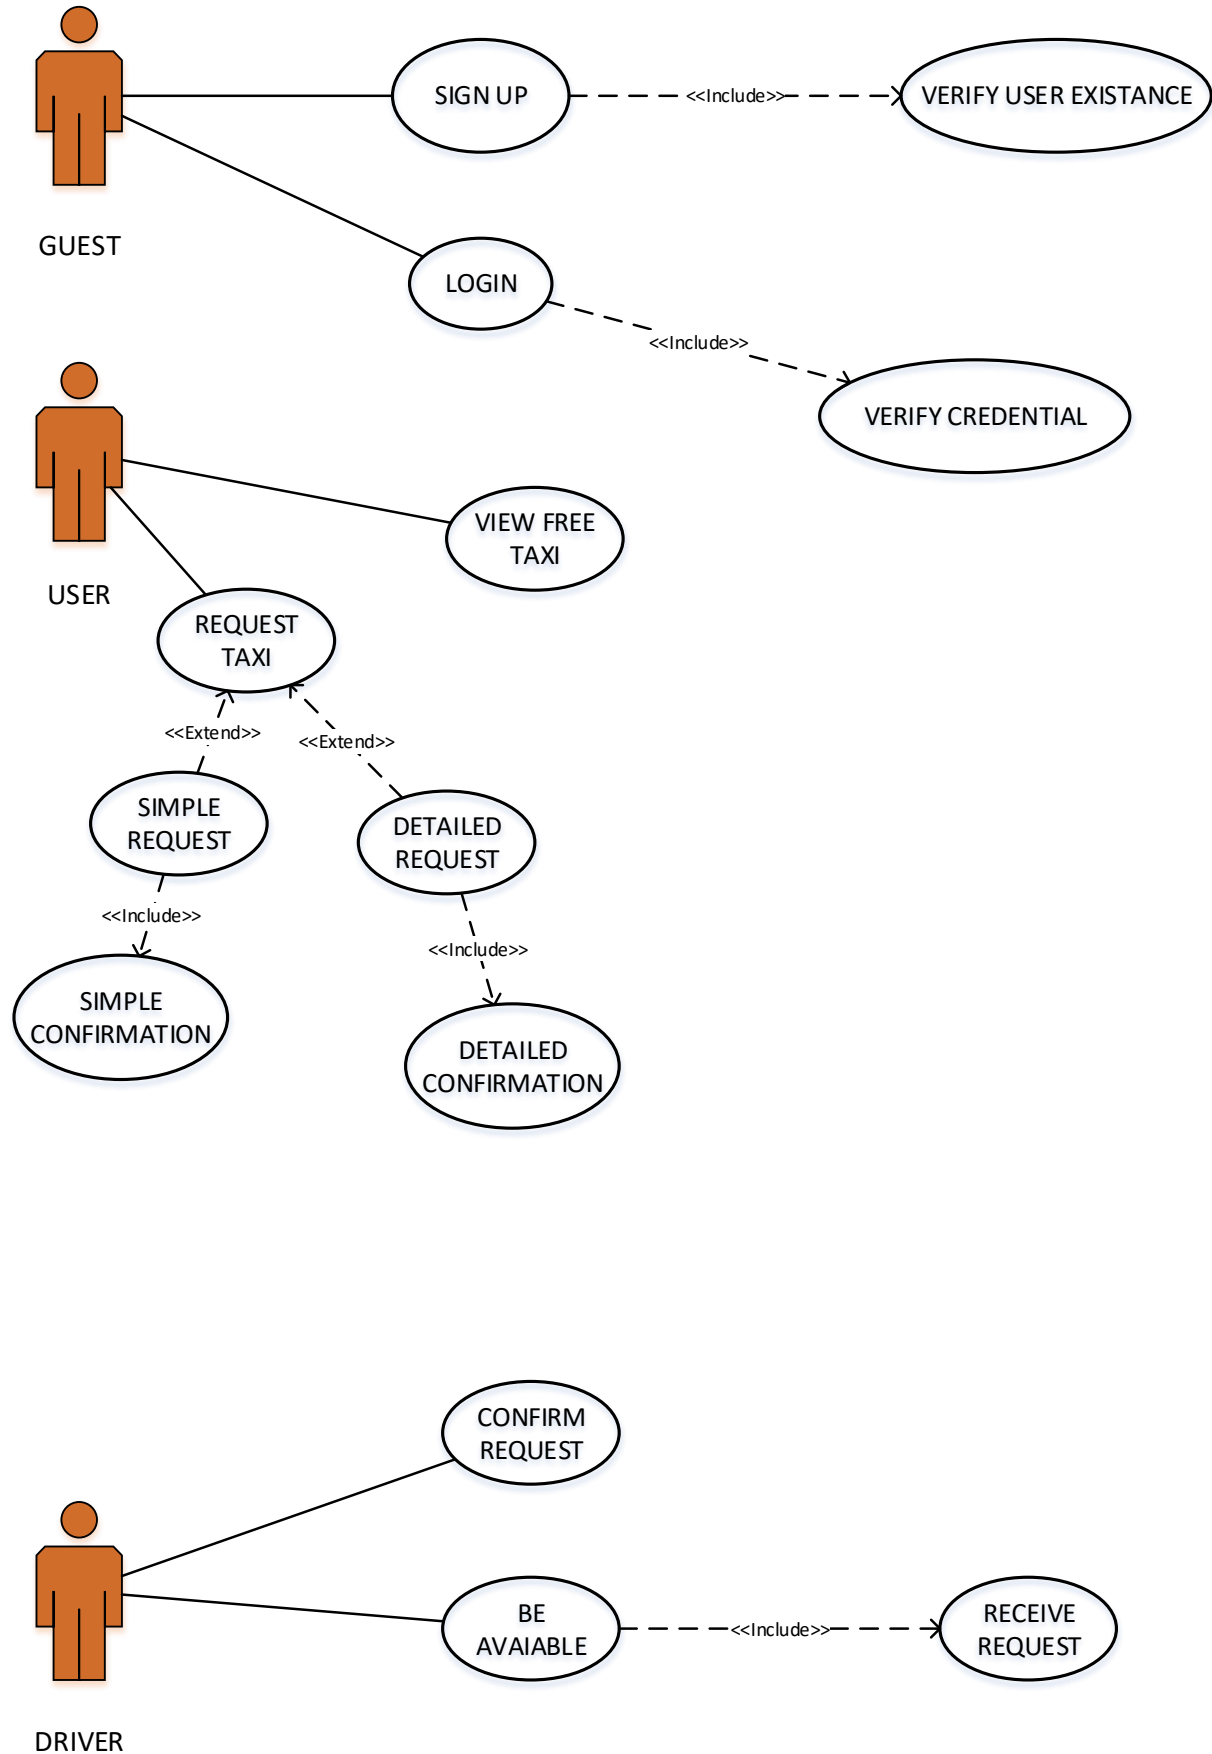 SIGN UP
<<Include>>
VERIFY USER EXISTANCE
GUEST
LOGIN
<<Include>>
VERIFY CREDENTIAL
VIEW FREE
TAXI
USER
REQUEST
TAXI
<<Extend>>
<<Extend>>
SIMPLE
REQUEST
DETAILED
REQUEST
<<Include>>
<<Include>>
SIMPLE
CONFIRMATION
DETAILED
CONFIRMATION
CONFIRM
REQUEST
BE
AVAIABLE
<<Include>>
RECEIVE
REQUEST
DRIVER